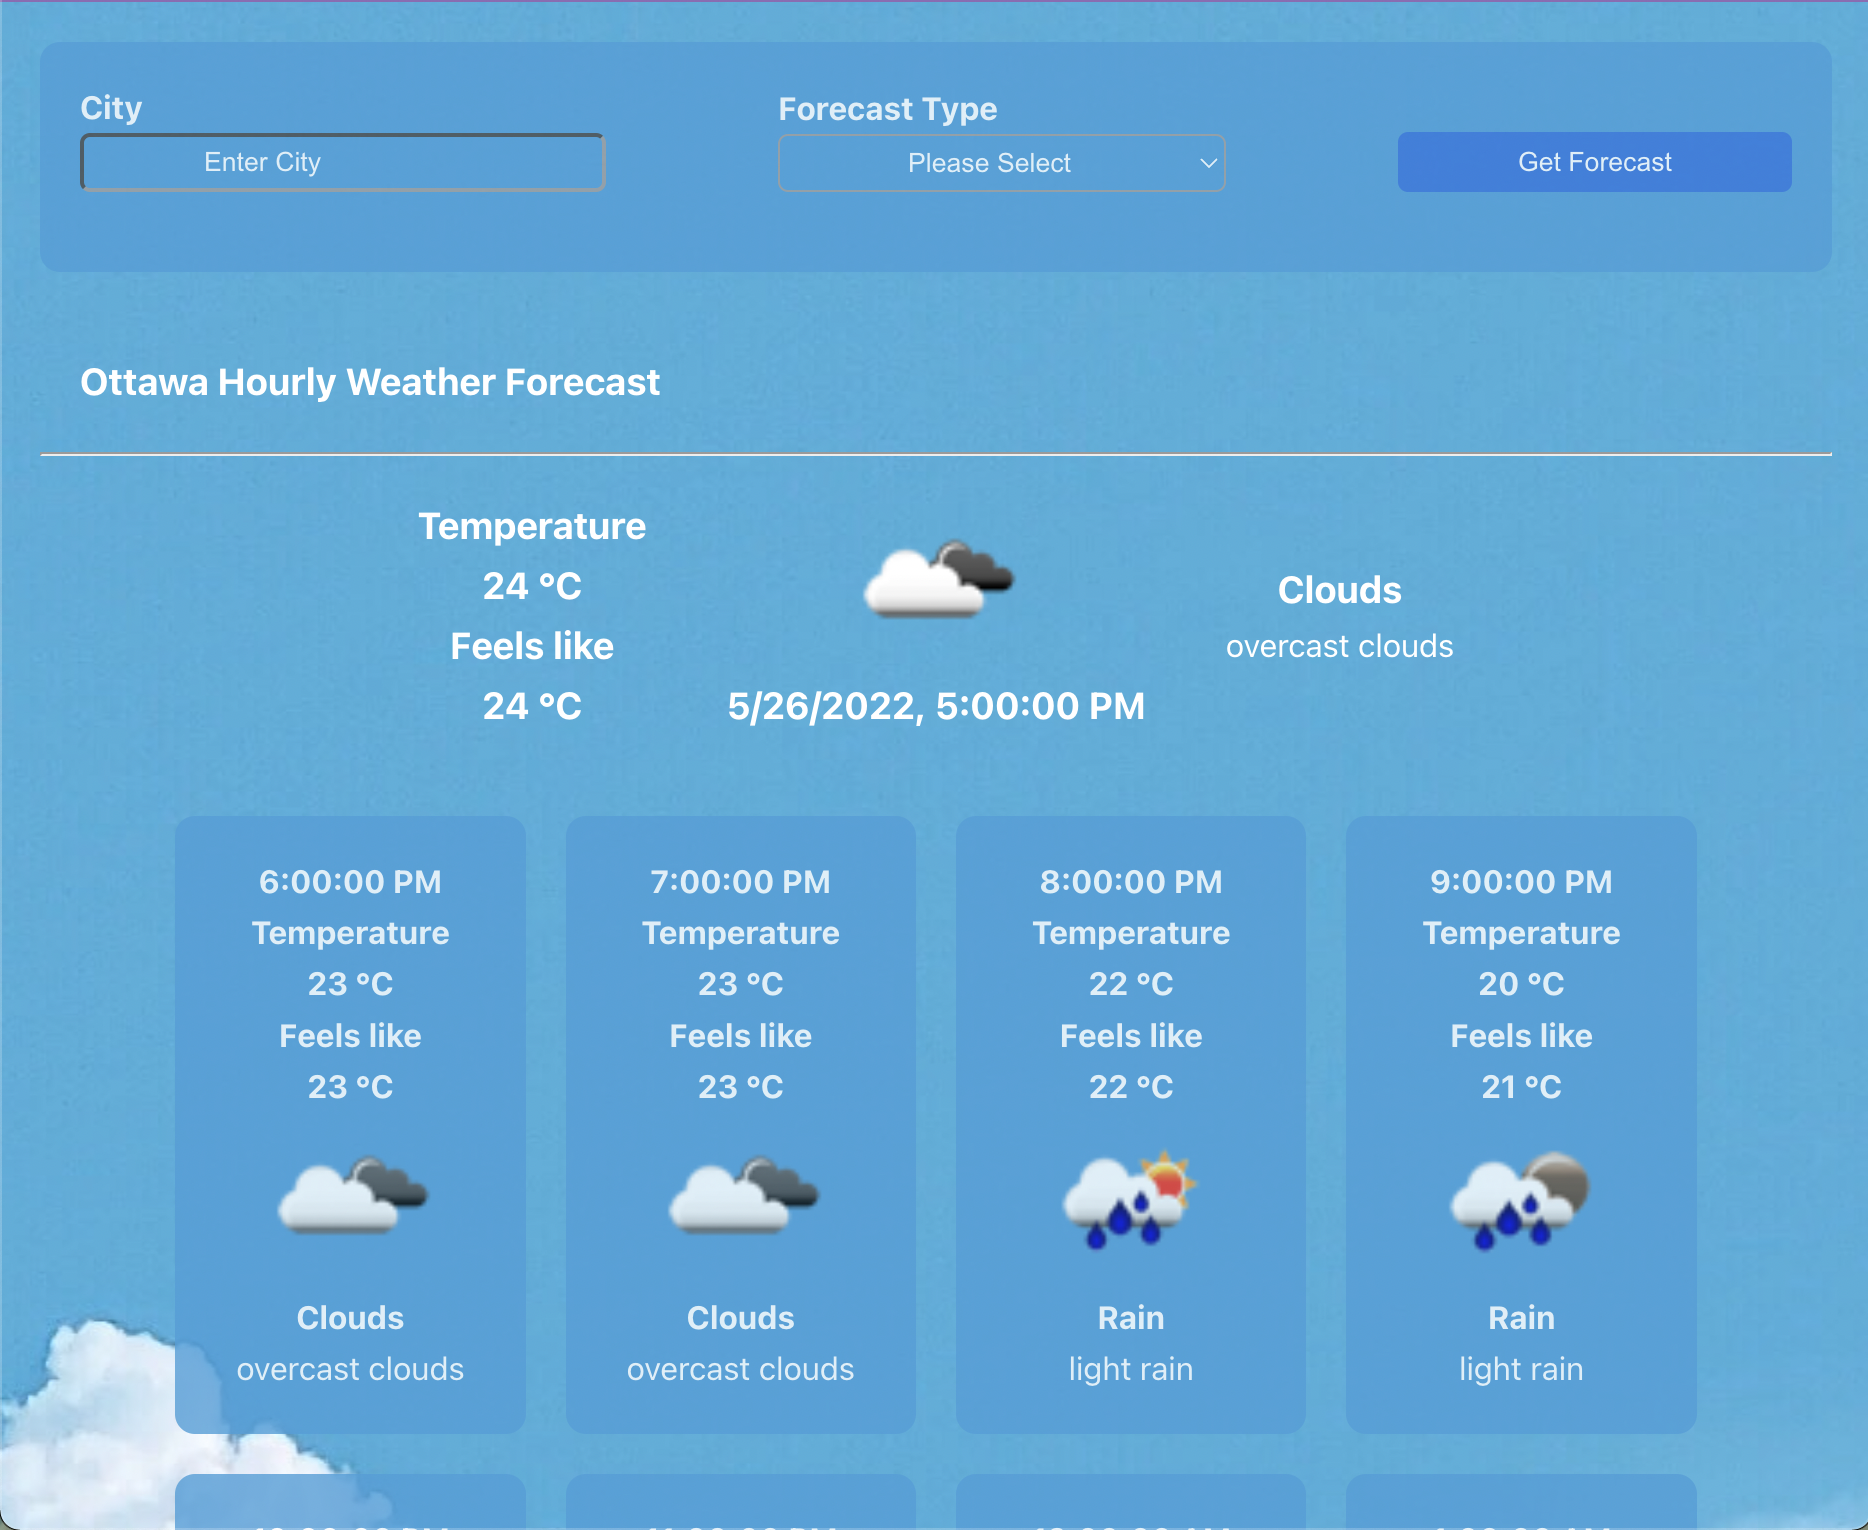 City
Forecast Type
Enter City
Please Select
Get Forecast
Ottawa Hourly Weather Forecast
Temperature
24 °C
Feels like
24 °C
5/26/2022, 5:00:00 PM
Clouds
overcast clouds
6:00:00 PM
Temperature
23 °C
Feels like
23 °C
Clouds
overcast clouds
7:00:00 PM
Temperature
23 °C
Feels like
23 °C
Clouds
overcast clouds
8:00:00 PM
Temperature
22 °C
Feels like
22 °C
Rain
light rain
9:00:00 PM
Temperature
20 °C
Feels like
21 °C
Rain
light rain